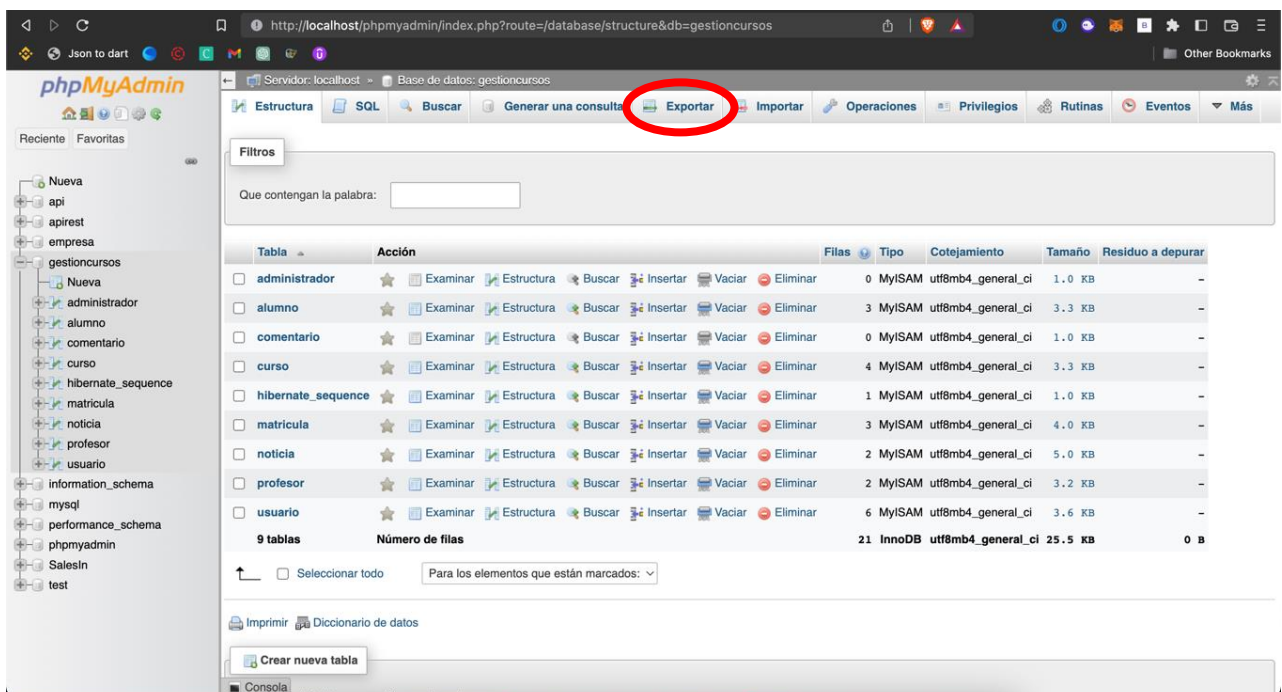 http://localhost/phpmyadmin/index.php?route=/database/structure&db=gestioncursos
Json to dart
Other Bookmarks
phpMyAdmin
Reciente Favoritas
Nueva
api
apirest
empresa
gestioncursos
Nueva
administrador
alumno
comentario
curso
hibernate_sequence
matricula
noticia
profesor
usuario
information_schema
mysql
performance_schema
phpmyadmin
SalesIn
test
Servidor: localhost » Base de datos: gestioncursos
Estructura SQL Buscar Generar una consulta Exportar Importar Operaciones Privilegios Rutinas Eventos Más
Filtros
Que contengan la palabra:
Tabla Acción Filas Tipo Cotejamiento Tamaño Residuo a depurar
administrador Examinar Estructura Buscar Insertar Vaciar Eliminar 0 MyISAM utf8mb4_general_ci 1.0 KB -
alumno Examinar Estructura Buscar Insertar Vaciar Eliminar 3 MyISAM utf8mb4_general_ci 3.3 KB -
comentario Examinar Estructura Buscar Insertar Vaciar Eliminar 0 MyISAM utf8mb4_general_ci 1.0 KB -
curso Examinar Estructura Buscar Insertar Vaciar Eliminar 4 MyISAM utf8mb4_general_ci 3.3 KB -
hibernate_sequence Examinar Estructura Buscar Insertar Vaciar Eliminar 1 MyISAM utf8mb4_general_ci 1.0 KB -
matricula Examinar Estructura Buscar Insertar Vaciar Eliminar 3 MyISAM utf8mb4_general_ci 4.0 KB -
noticia Examinar Estructura Buscar Insertar Vaciar Eliminar 2 MyISAM utf8mb4_general_ci 5.0 KB -
profesor Examinar Estructura Buscar Insertar Vaciar Eliminar 2 MyISAM utf8mb4_general_ci 3.2 KB -
usuario Examinar Estructura Buscar Insertar Vaciar Eliminar 6 MyISAM utf8mb4_general_ci 3.6 KB -
9 tablas Número de filas 21 InnoDB utf8mb4_general_ci 25.5 KB 0 B
Seleccionar todo Para los elementos que están marcados:
Imprimir Diccionario de datos
Crear nueva tabla
Consola